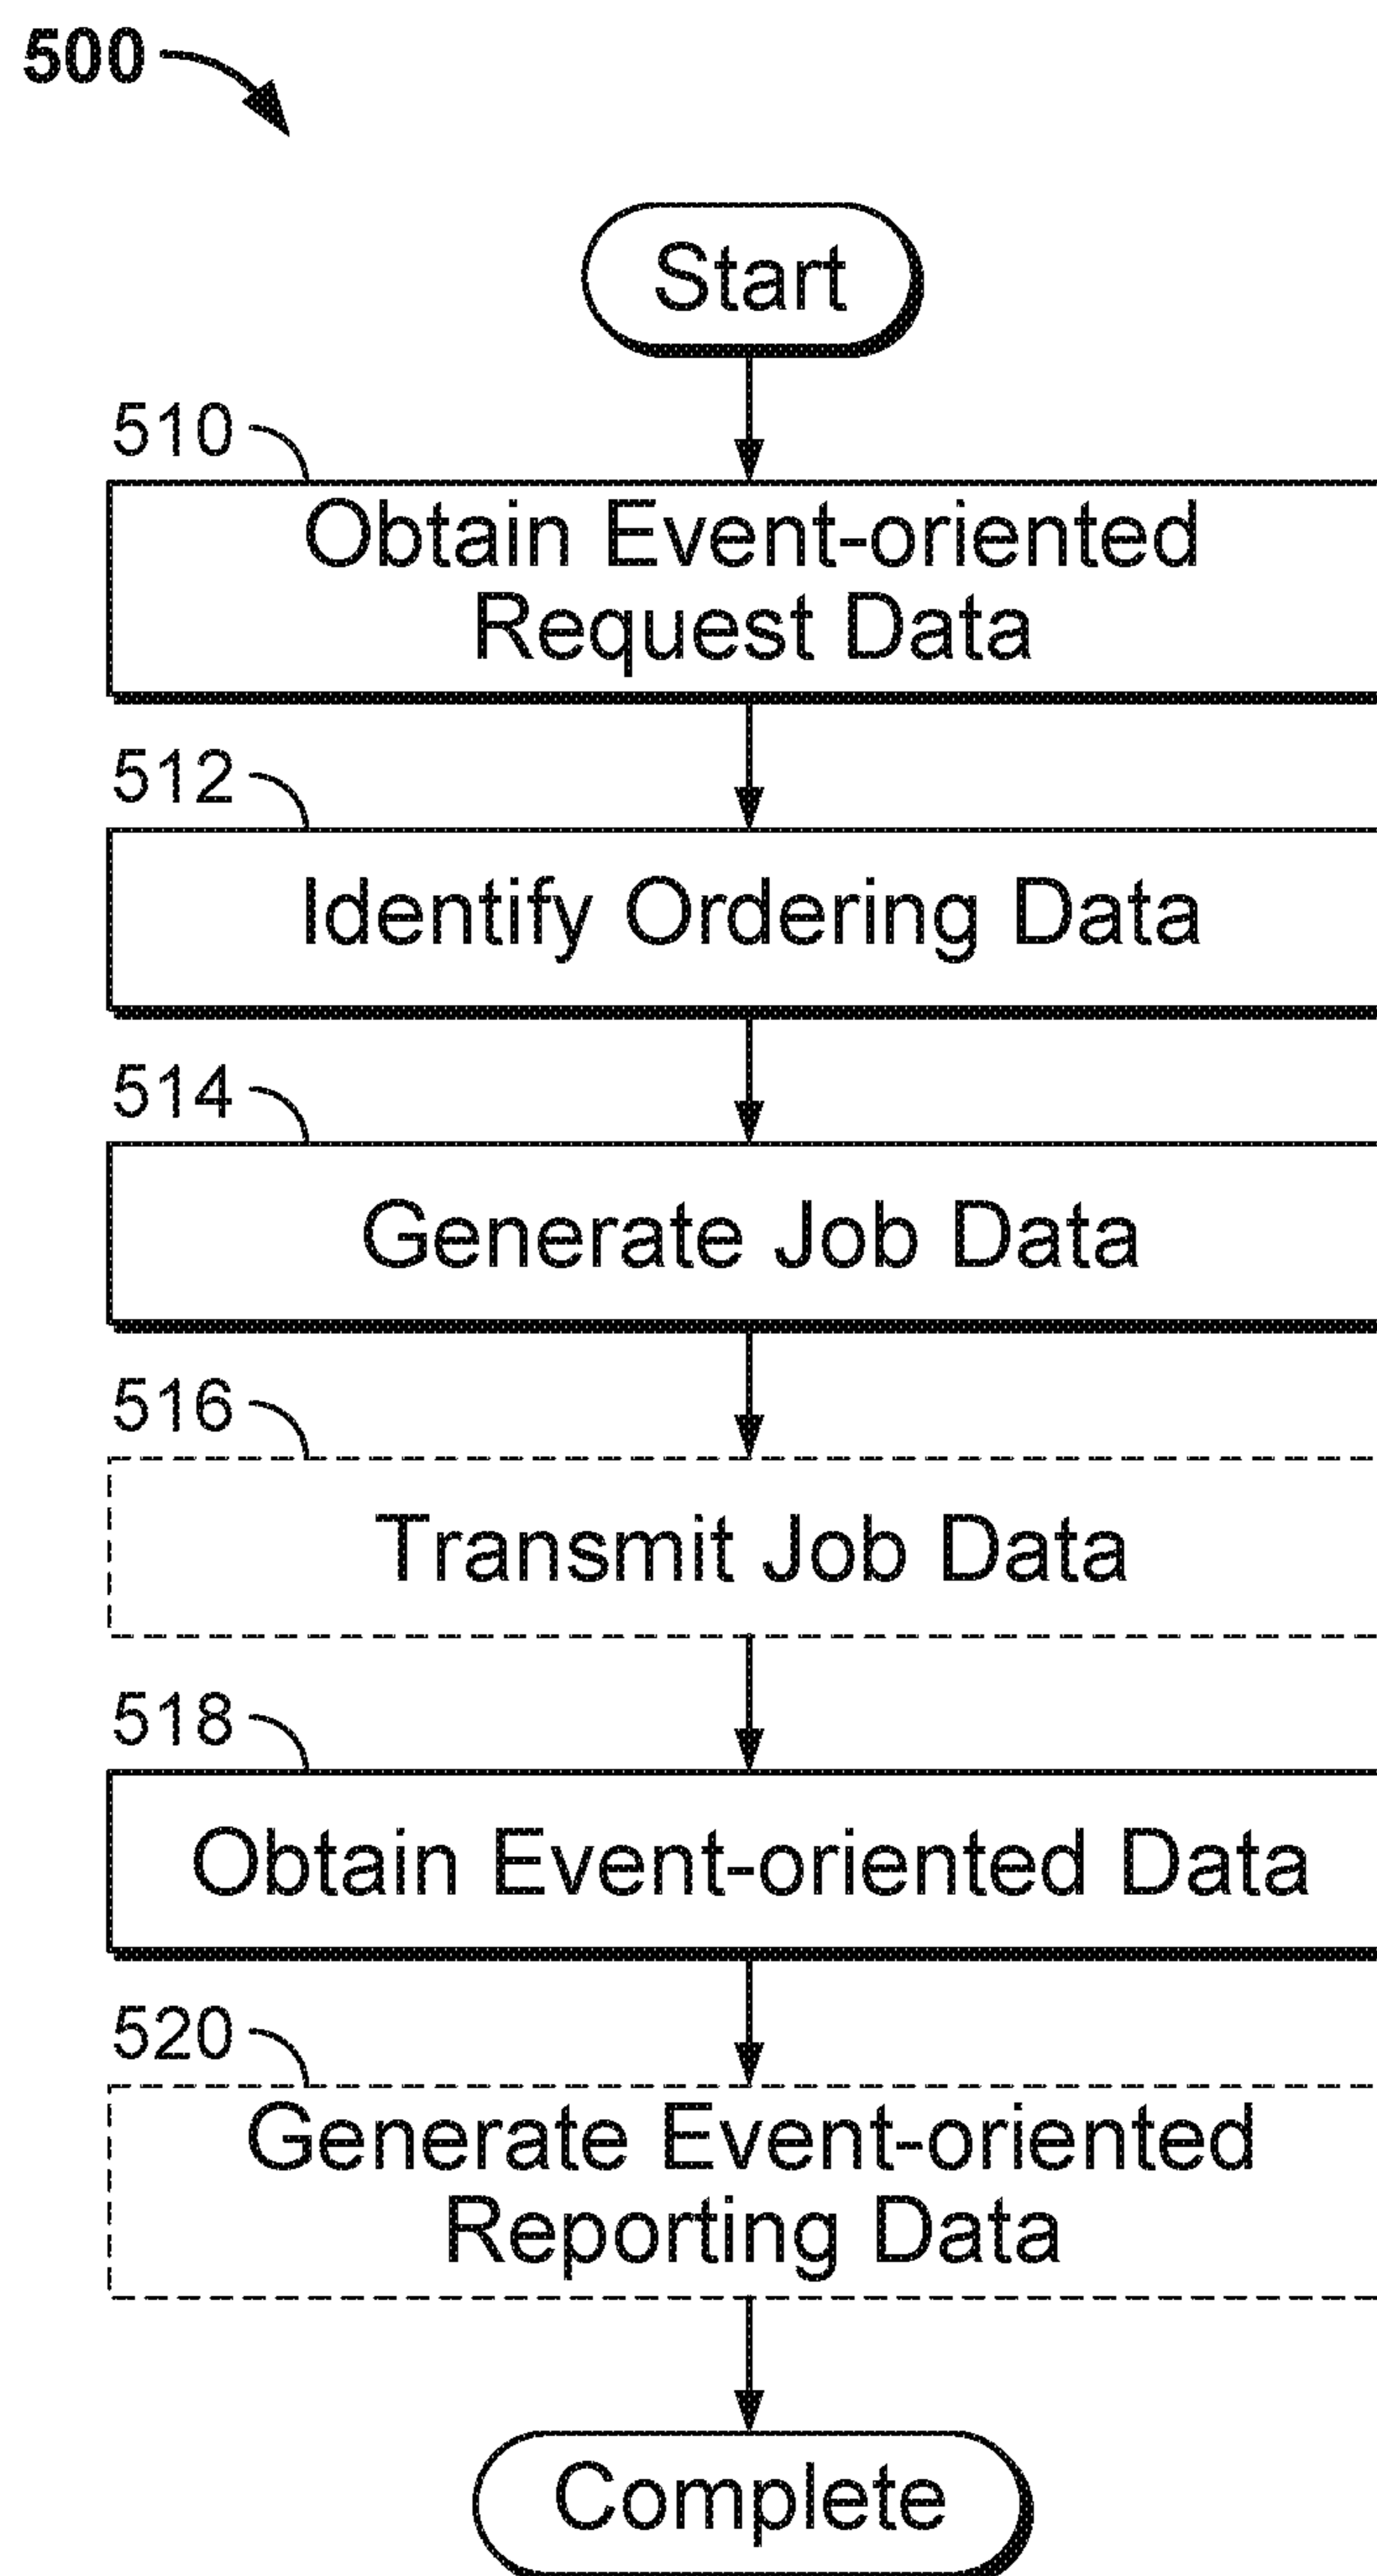 500
Start
510
Obtain Event-oriented
Request Data
512
Identify Ordering Data
514
Generate Job Data
516
Transmit Job Data
518
Obtain Event-oriented Data
520
Generate Event-oriented
Reporting Data
Complete